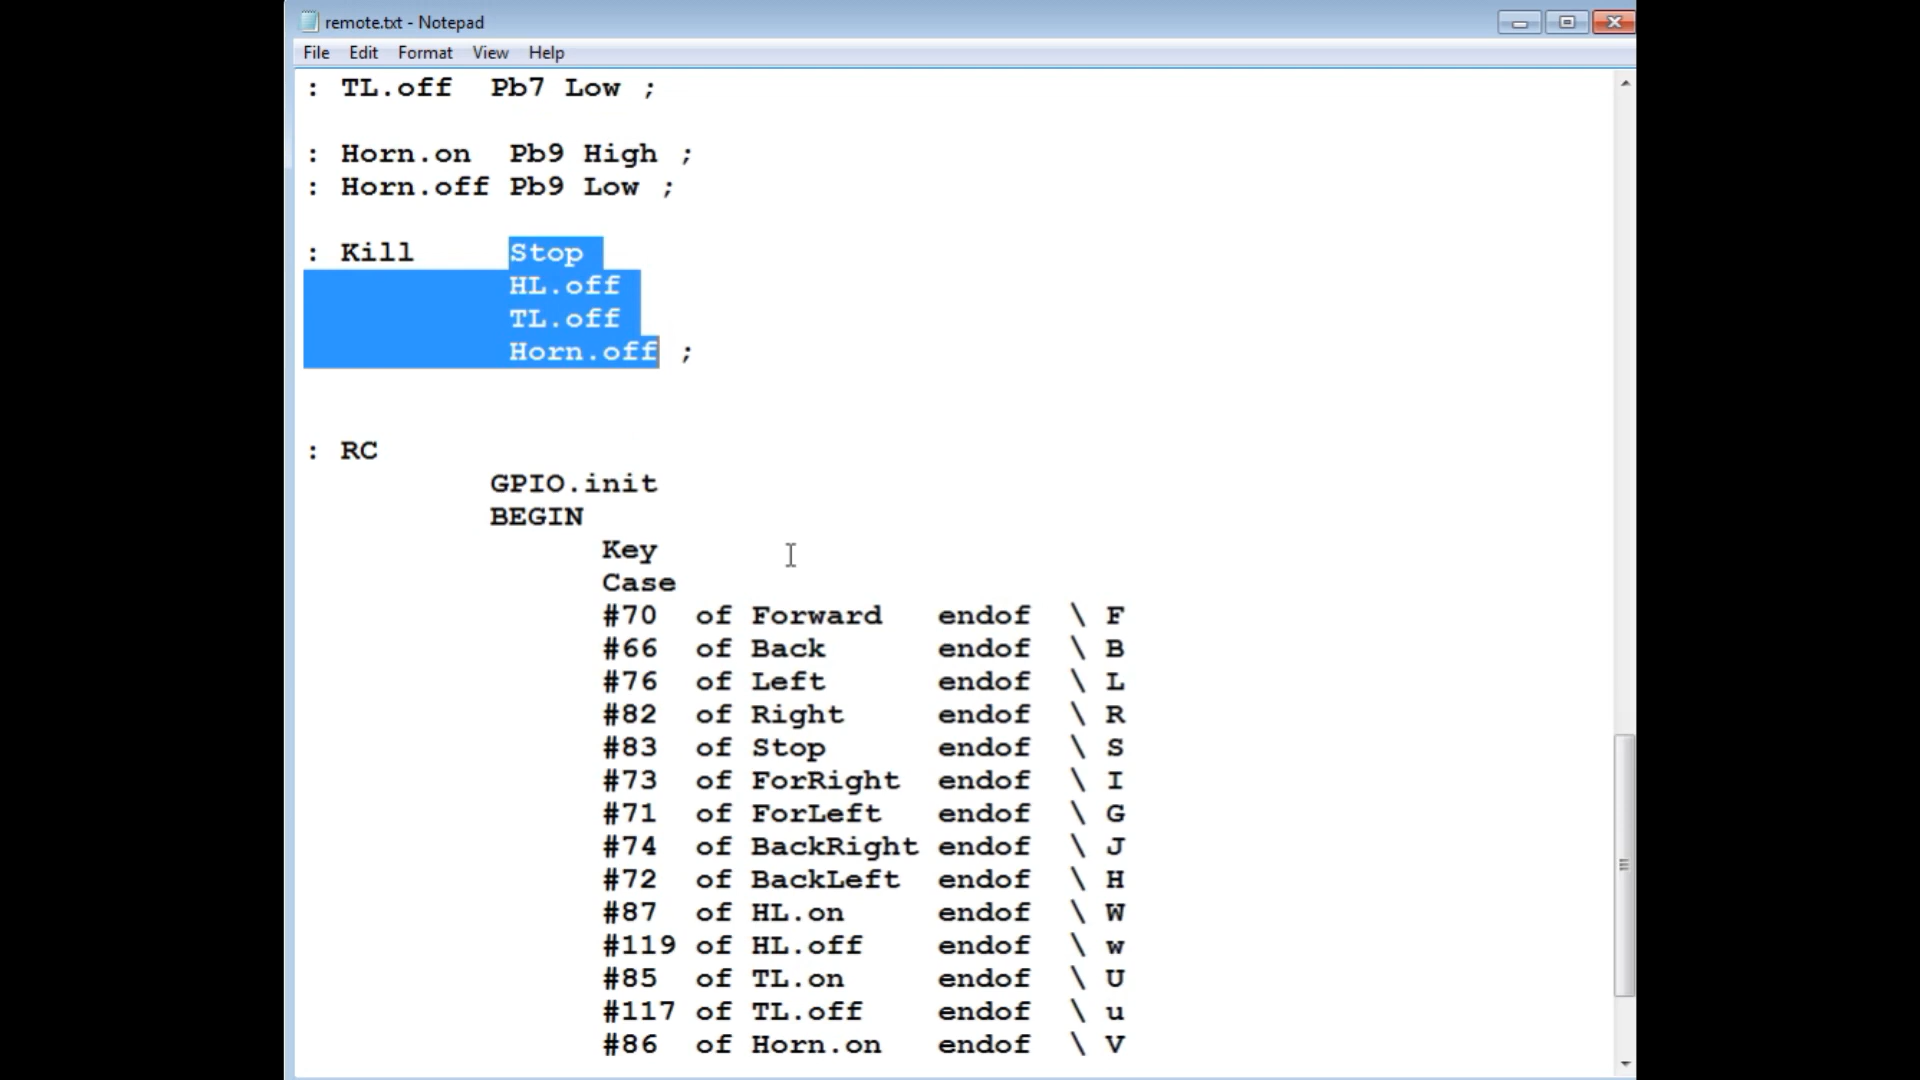 remote.txt - Notepad
File Edit Format View Help
: TL.off Pb7 Low ;
: Horn.on Pb9 High ;
: Horn.off Pb9 Low ;
: Kill Stop
HL.off
TL.off
Horn.off ;
: RC
GPIO.init
BEGIN
Key
Case
#70 of Forward endof \ F
#66 of Back endof \ B
#76 of Left endof \ L
#82 of Right endof \ R
#83 of Stop endof \ S
#73 of ForRight endof \ I
#71 of ForLeft endof \ G
#74 of BackRight endof \ J
#72 of BackLeft endof \ H
#87 of HL.on endof \ W
#119 of HL.off endof \ w
#85 of TL.on endof \ U
#117 of TL.off endof \ u
#86 of Horn.on endof \ V